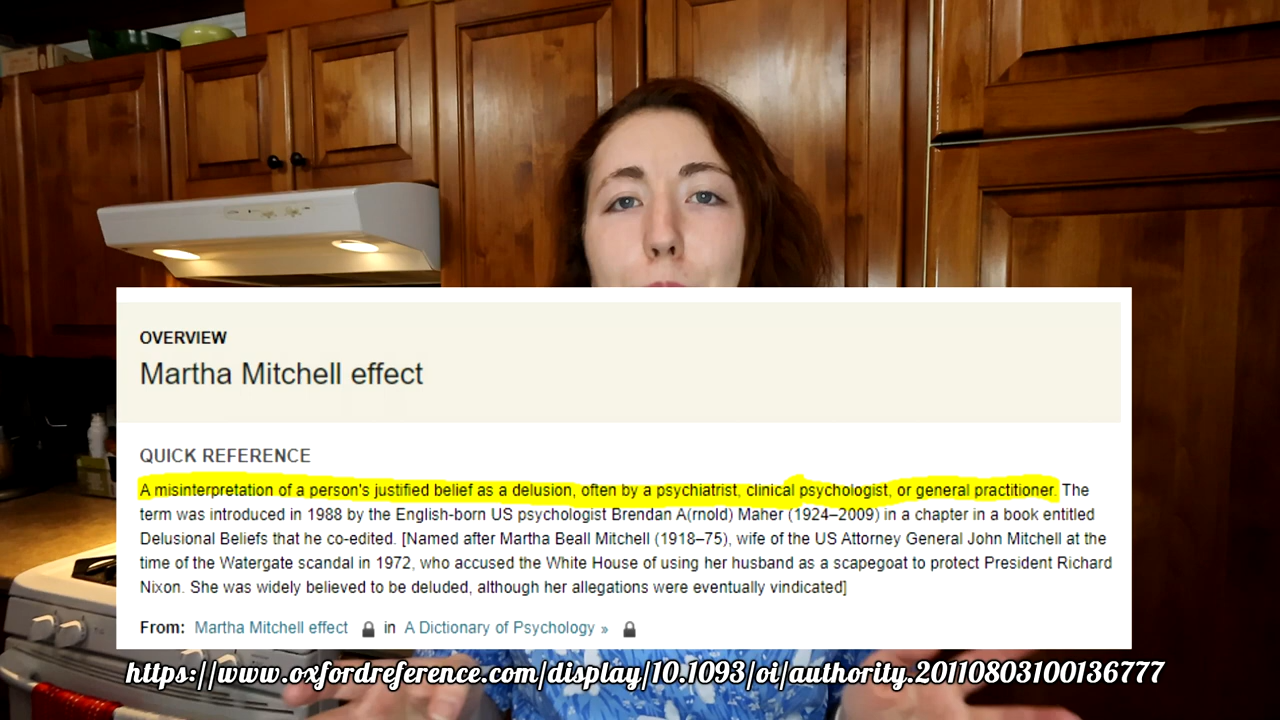 OVERVIEW
Martha Mitchell effect
QUICK REFERENCE
A misinterpretation of a person's justified belief as a delusion, often by a psychiatrist, clinical psychologist, or general practitioner. The
term was introduced in 1988 by the English-born US psychologist Brendan A(rnold) Maher (1924–2009) in a chapter in a book entitled
Delusional Beliefs that he co-edited. [Named after Martha Beall Mitchell (1918–75), wife of the US Attorney General John Mitchell at the
time of the Watergate scandal in 1972, who accused the White House of using her husband as a scapegoat to protect President Richard
Nixon. She was widely believed to be deluded, although her allegations were eventually vindicated]
From: Martha Mitchell effect in A Dictionary of Psychology »
https://www.oxfordreference.com/display/10.1093/oi/authority.20110803100136777